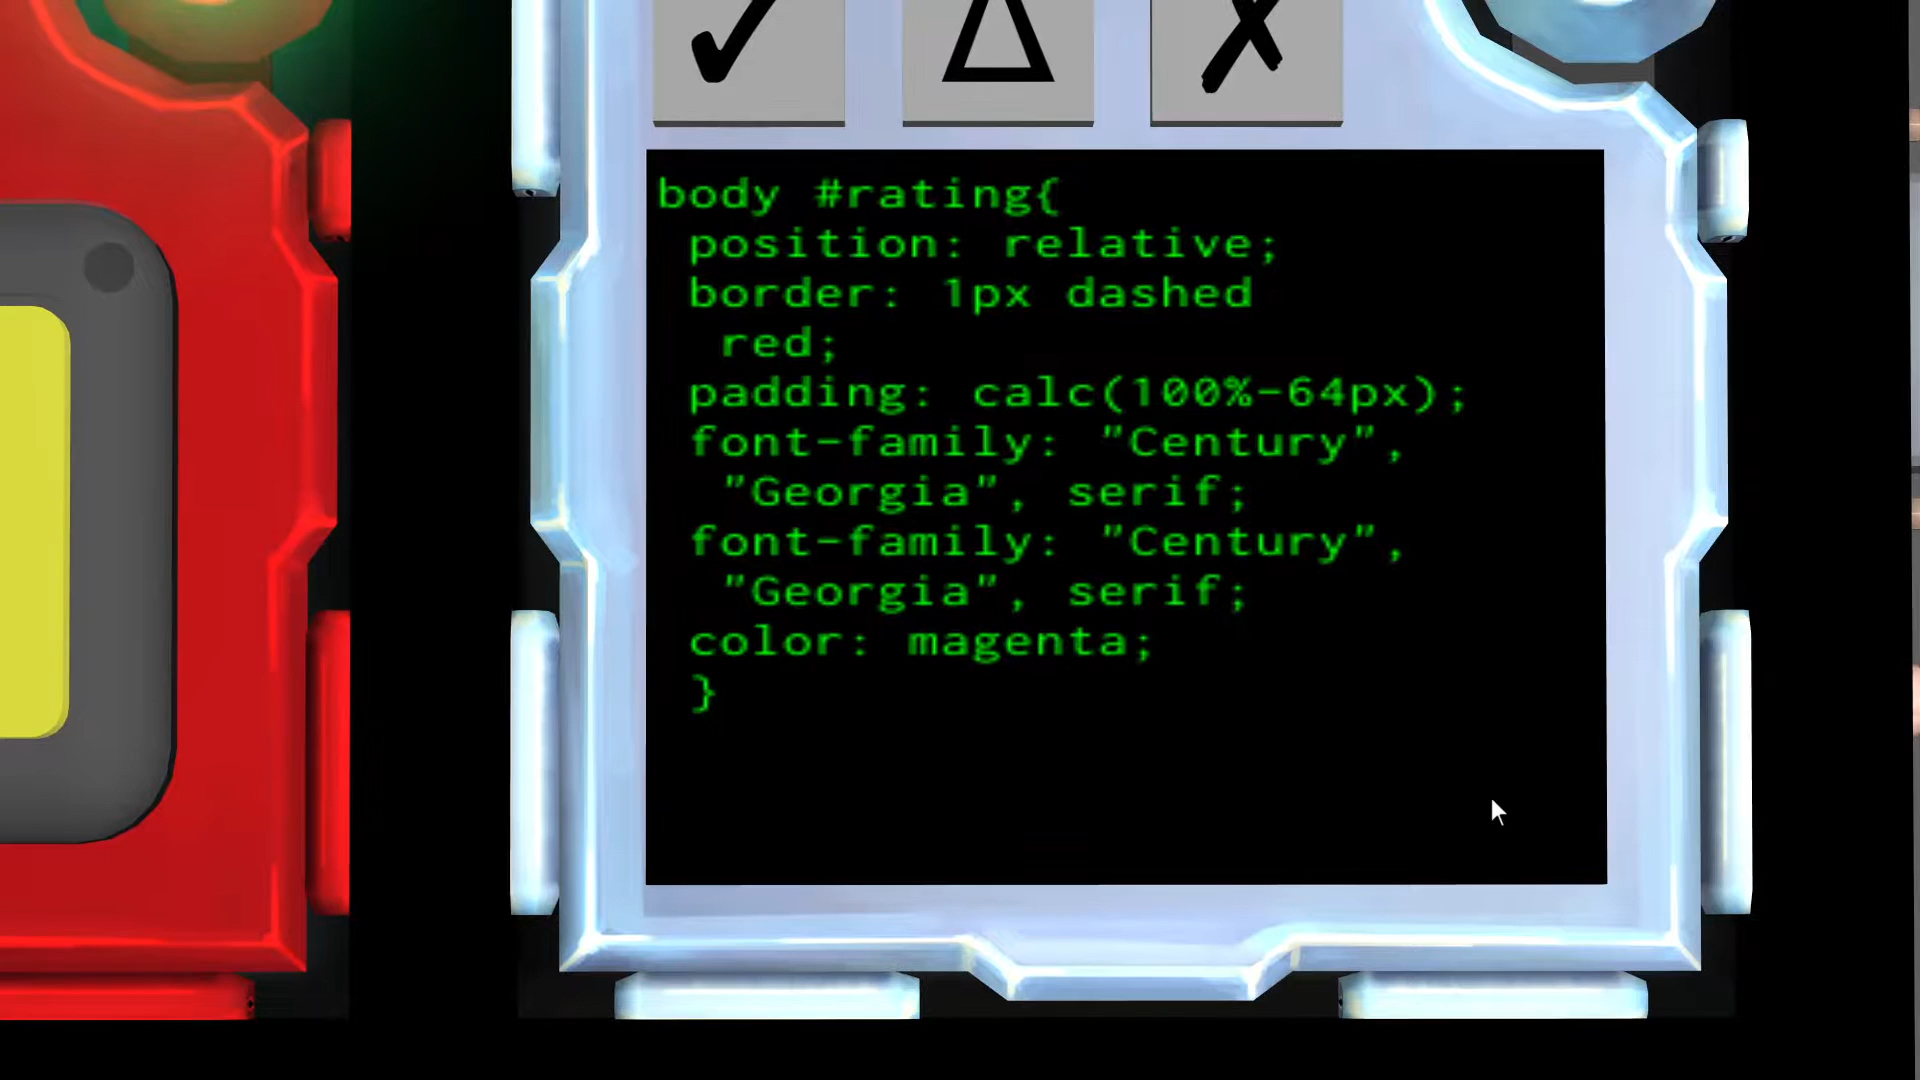 ✓ Δ ✗
body #rating{
position: relative;
border: 1px dashed
red;
padding: calc(100%-64px);
font-family: "Century",
"Georgia", serif;
font-family: "Century",
"Georgia", serif;
color: magenta;
}